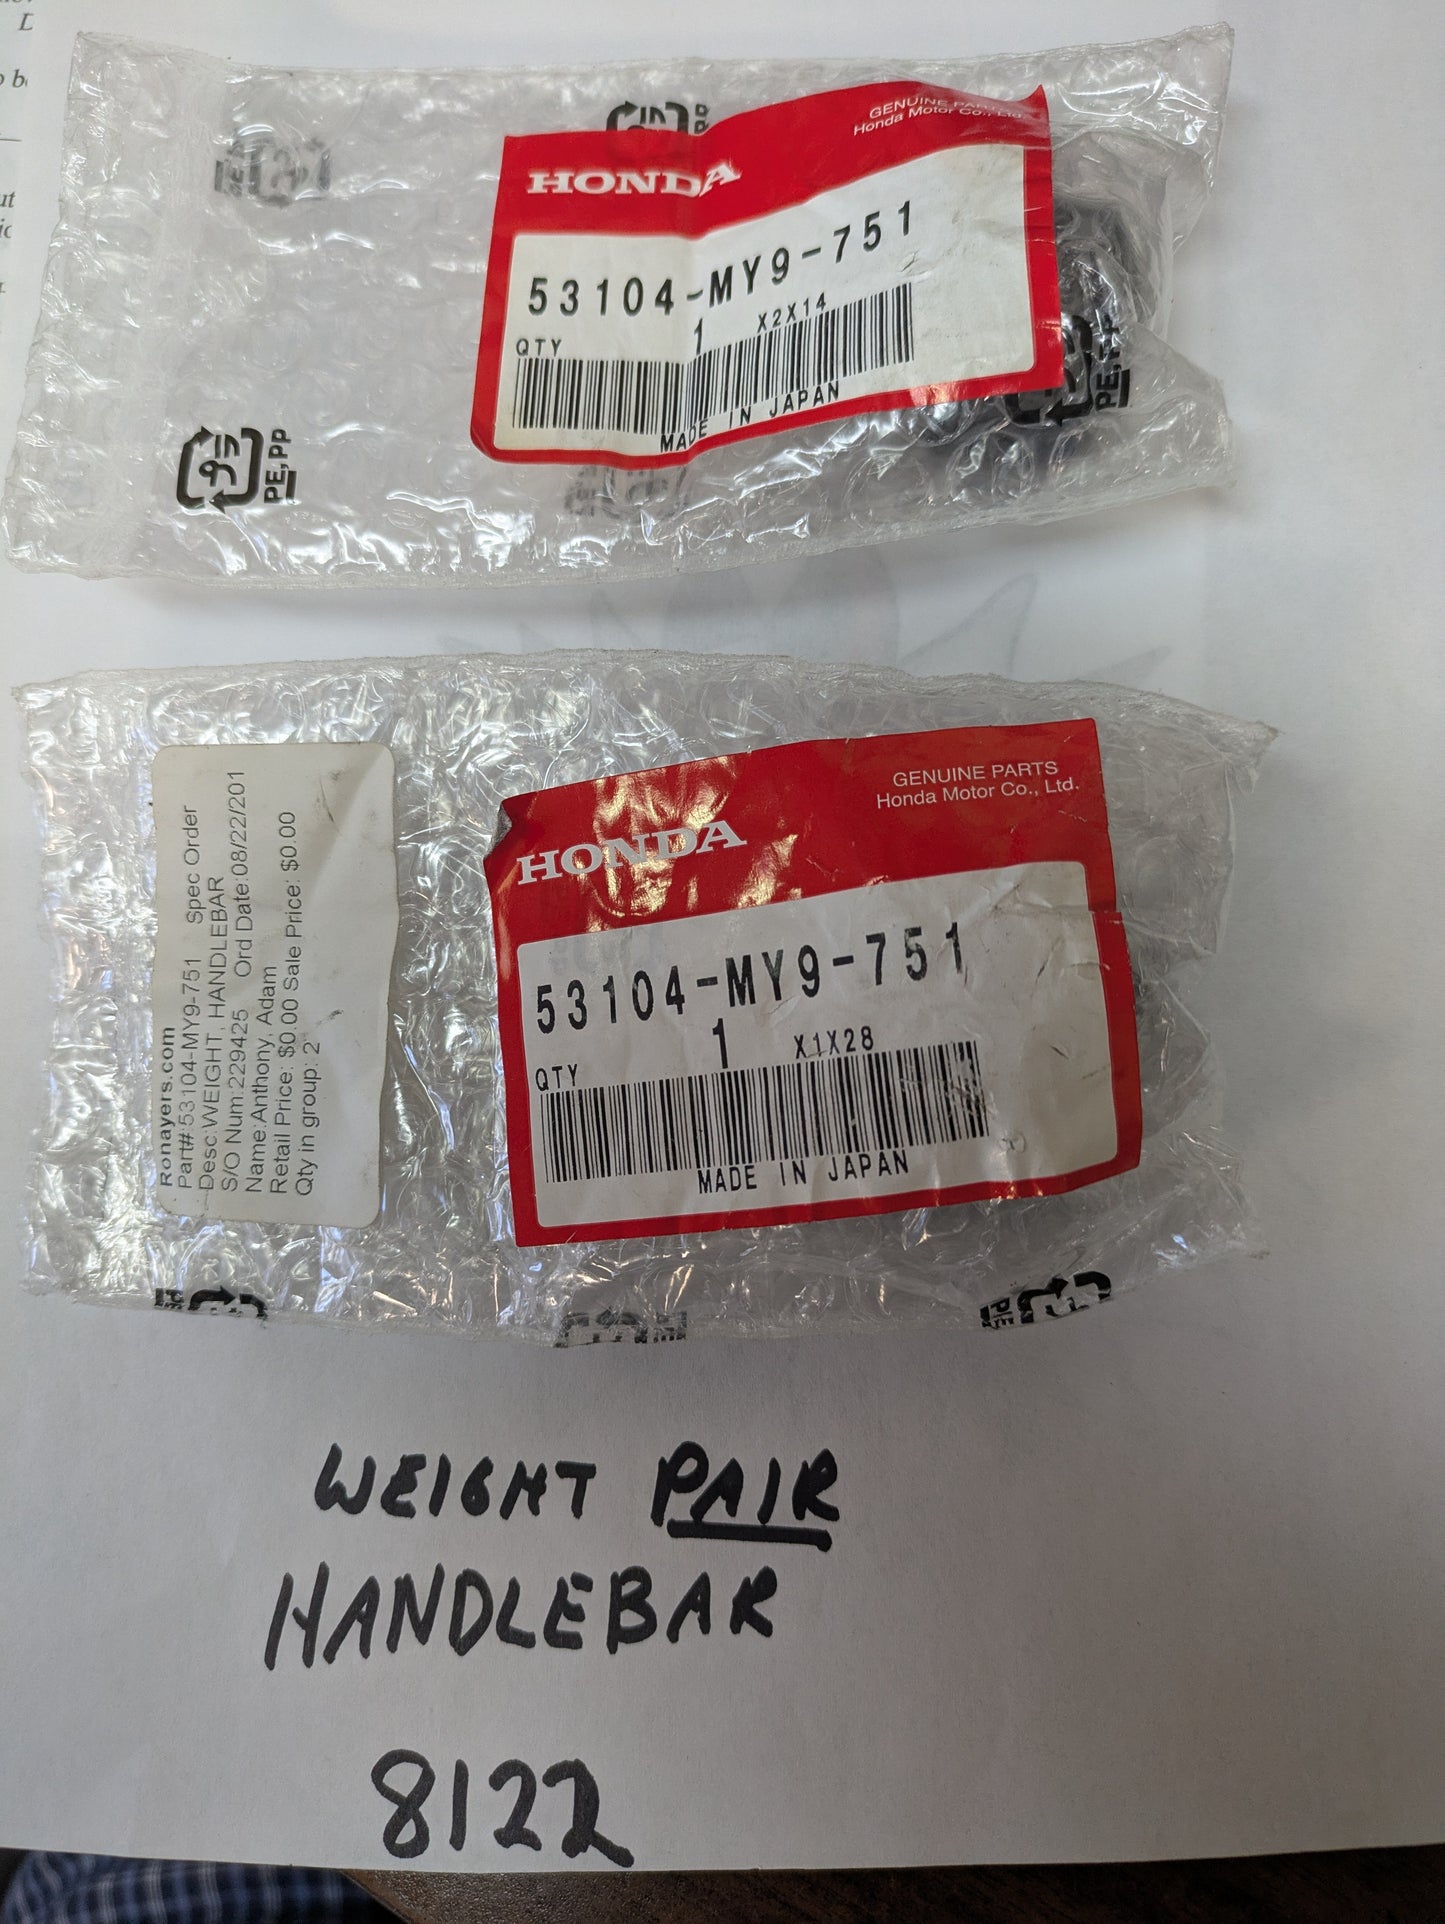 GENUINE PARTS
Honda Motor Co., Ltd.
HONDA
53104-MY9-751
QTY 1 X2X14
MADE IN JAPAN
PE,PP
PE,PP
GENUINE PARTS
Honda Motor Co., Ltd.
HONDA
53104-MY9-751
QTY 1 X1X28
MADE IN JAPAN
Ronayers.com
Part#:53104-MY9-751 Spec Order
Desc:WEIGHT, HANDLEBAR
S/O Num:229425 Ord Date:08/22/201
Name:Anthony, Adam
Retail Price: $0.00 Sale Price: $0.00
Qty in group: 2
WEIGHT PAIR
HANDLEBAR
8122